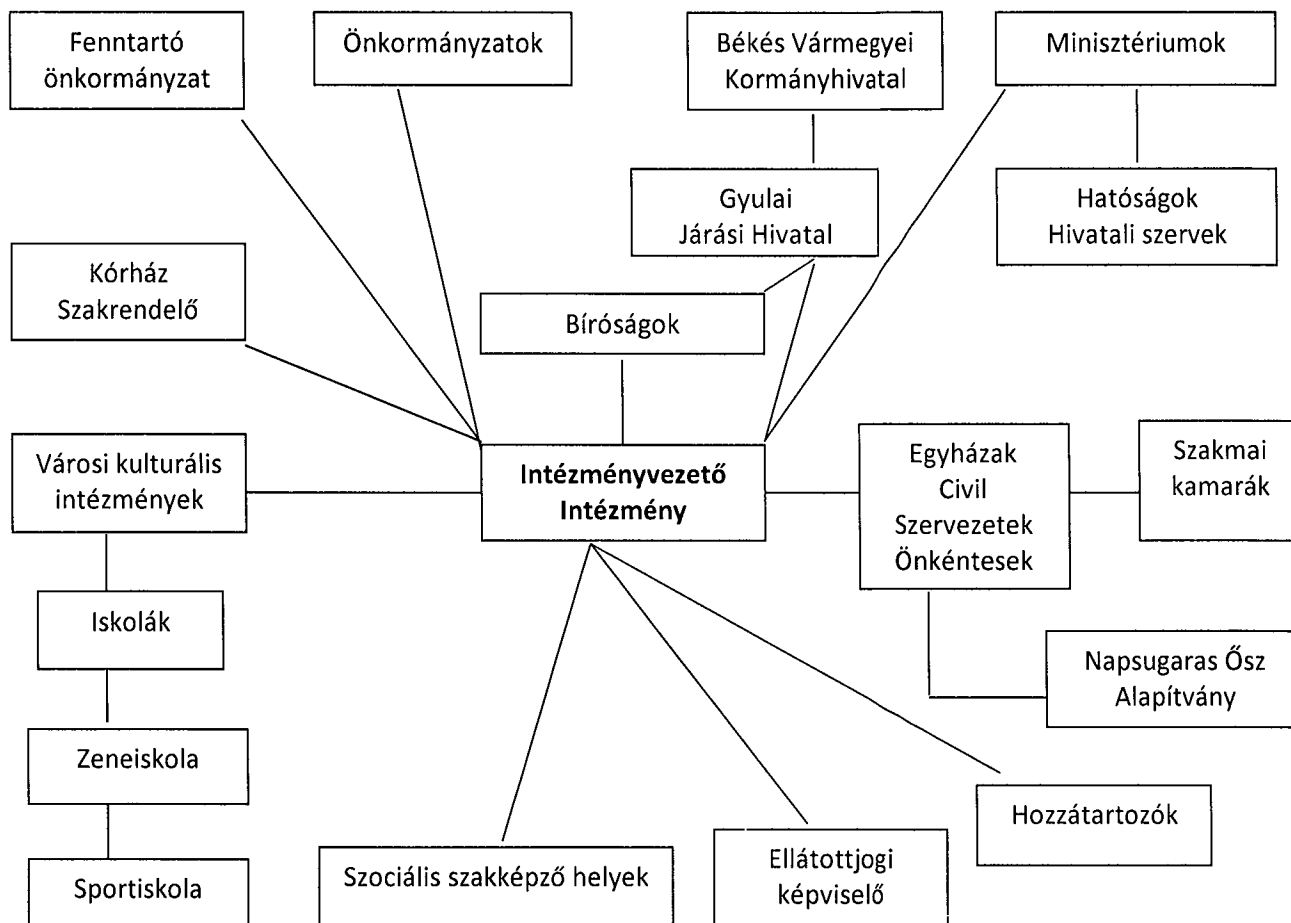 Fenntartó
önkormányzat
Önkormányzatok
Békés Vármegyei
Kormányhivatal
Minisztériumok
Gyulai
Járási Hivatal
Hatóságok
Hivatali szervek
Kórház
Szakrendelő
Bíróságok
Városi kulturális
intézmények
Intézményvezető
Intézmény
Egyházak
Civil
Szervezetek
Önkéntesek
Szakmai
kamarák
Iskolák
Napsugaras Ősz
Alapítvány
Zeneiskola
Hozzátartozók
Sportiskola
Szociális szakképző helyek
Ellátottjogi
képviselő